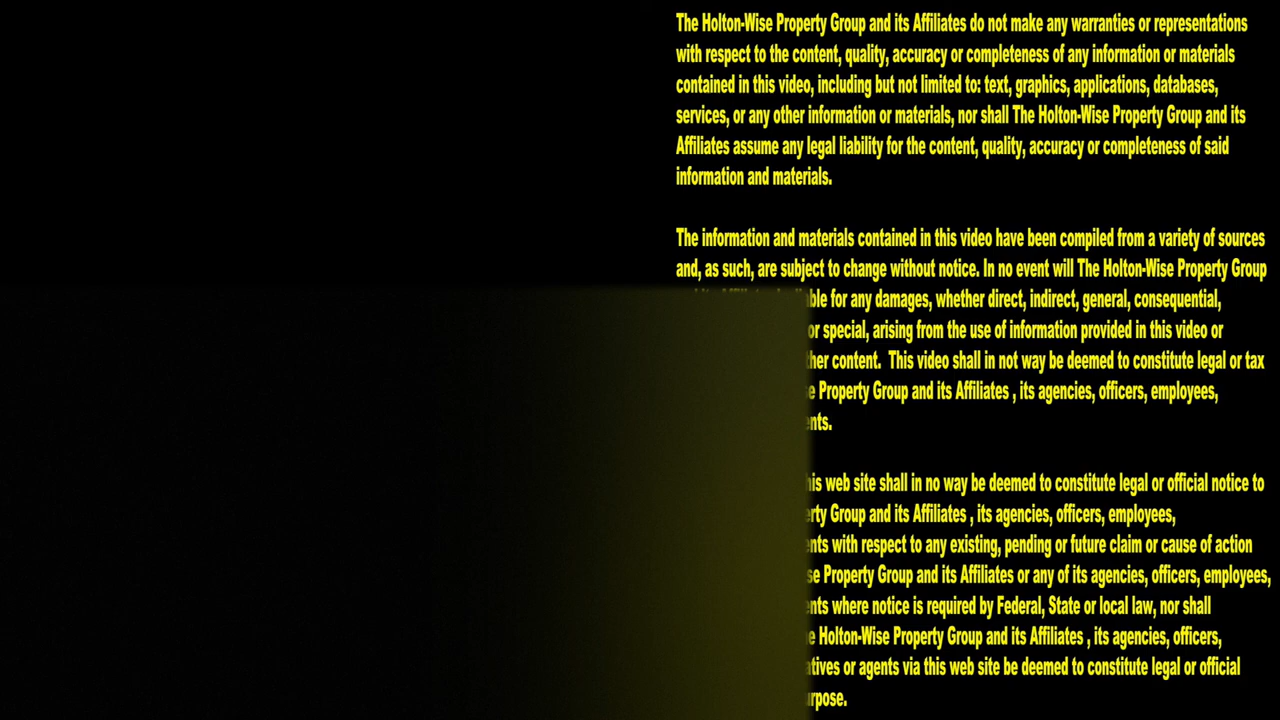 The Holton-Wise Property Group and its Affiliates do not make any warranties or representations
with respect to the content, quality, accuracy or completeness of any information or materials
contained in this video, including but not limited to: text, graphics, applications, databases,
services, or any other information or materials, nor shall The Holton-Wise Property Group and its
Affiliates assume any legal liability for the content, quality, accuracy or completeness of said
information and materials.
The information and materials contained in this video have been compiled from a variety of sources
and, as such, are subject to change without notice. In no event will The Holton-Wise Property Group
for any damages, whether direct, indirect, general, consequential,
or special, arising from the use of information provided in this video or
content. This video shall in not way be deemed to constitute legal or tax
Property Group and its Affiliates , its agencies, officers, employees,
web site shall in no way be deemed to constitute legal or official notice to
Group and its Affiliates , its agencies, officers, employees,
with respect to any existing, pending or future claim or cause of action
Property Group and its Affiliates or any of its agencies, officers, employees,
where notice is required by Federal, State or local law, nor shall
Holton-Wise Property Group and its Affiliates , its agencies, officers,
or agents via this web site be deemed to constitute legal or official